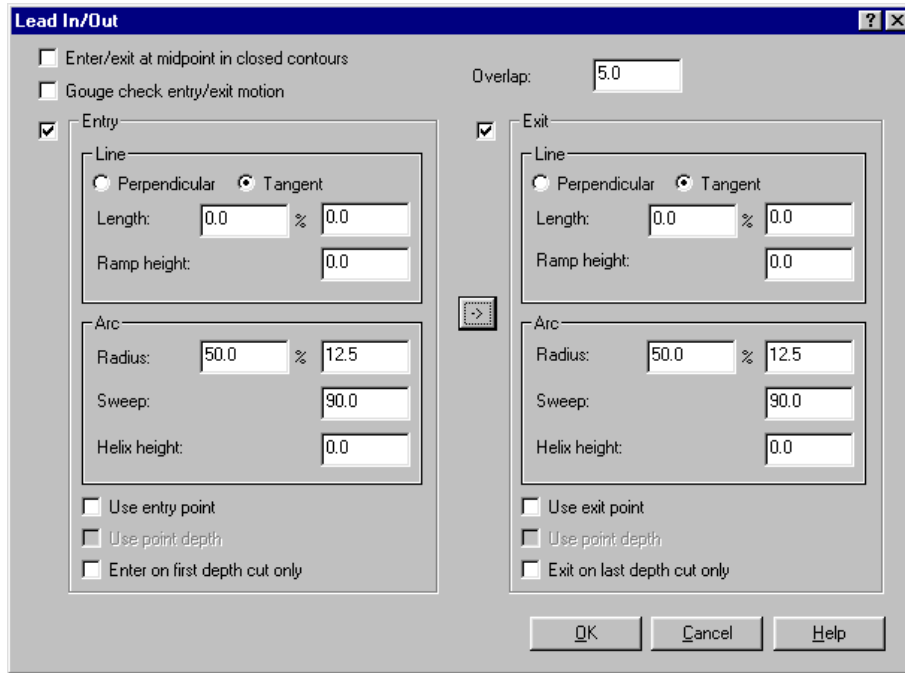 Lead In/Out
Enter/exit at midpoint in closed contours
Gouge check entry/exit motion
Overlap: 5.0
Entry
Line
Perpendicular Tangent
Length: 0.0 % 0.0
Ramp height: 0.0
Arc
Radius: 50.0 % 12.5
Sweep: 90.0
Helix height: 0.0
Use entry point
Use point depth
Enter on first depth cut only
->
Exit
Line
Perpendicular Tangent
Length: 0.0 % 0.0
Ramp height: 0.0
Arc
Radius: 50.0 % 12.5
Sweep: 90.0
Helix height: 0.0
Use exit point
Use point depth
Exit on last depth cut only
OK Cancel Help